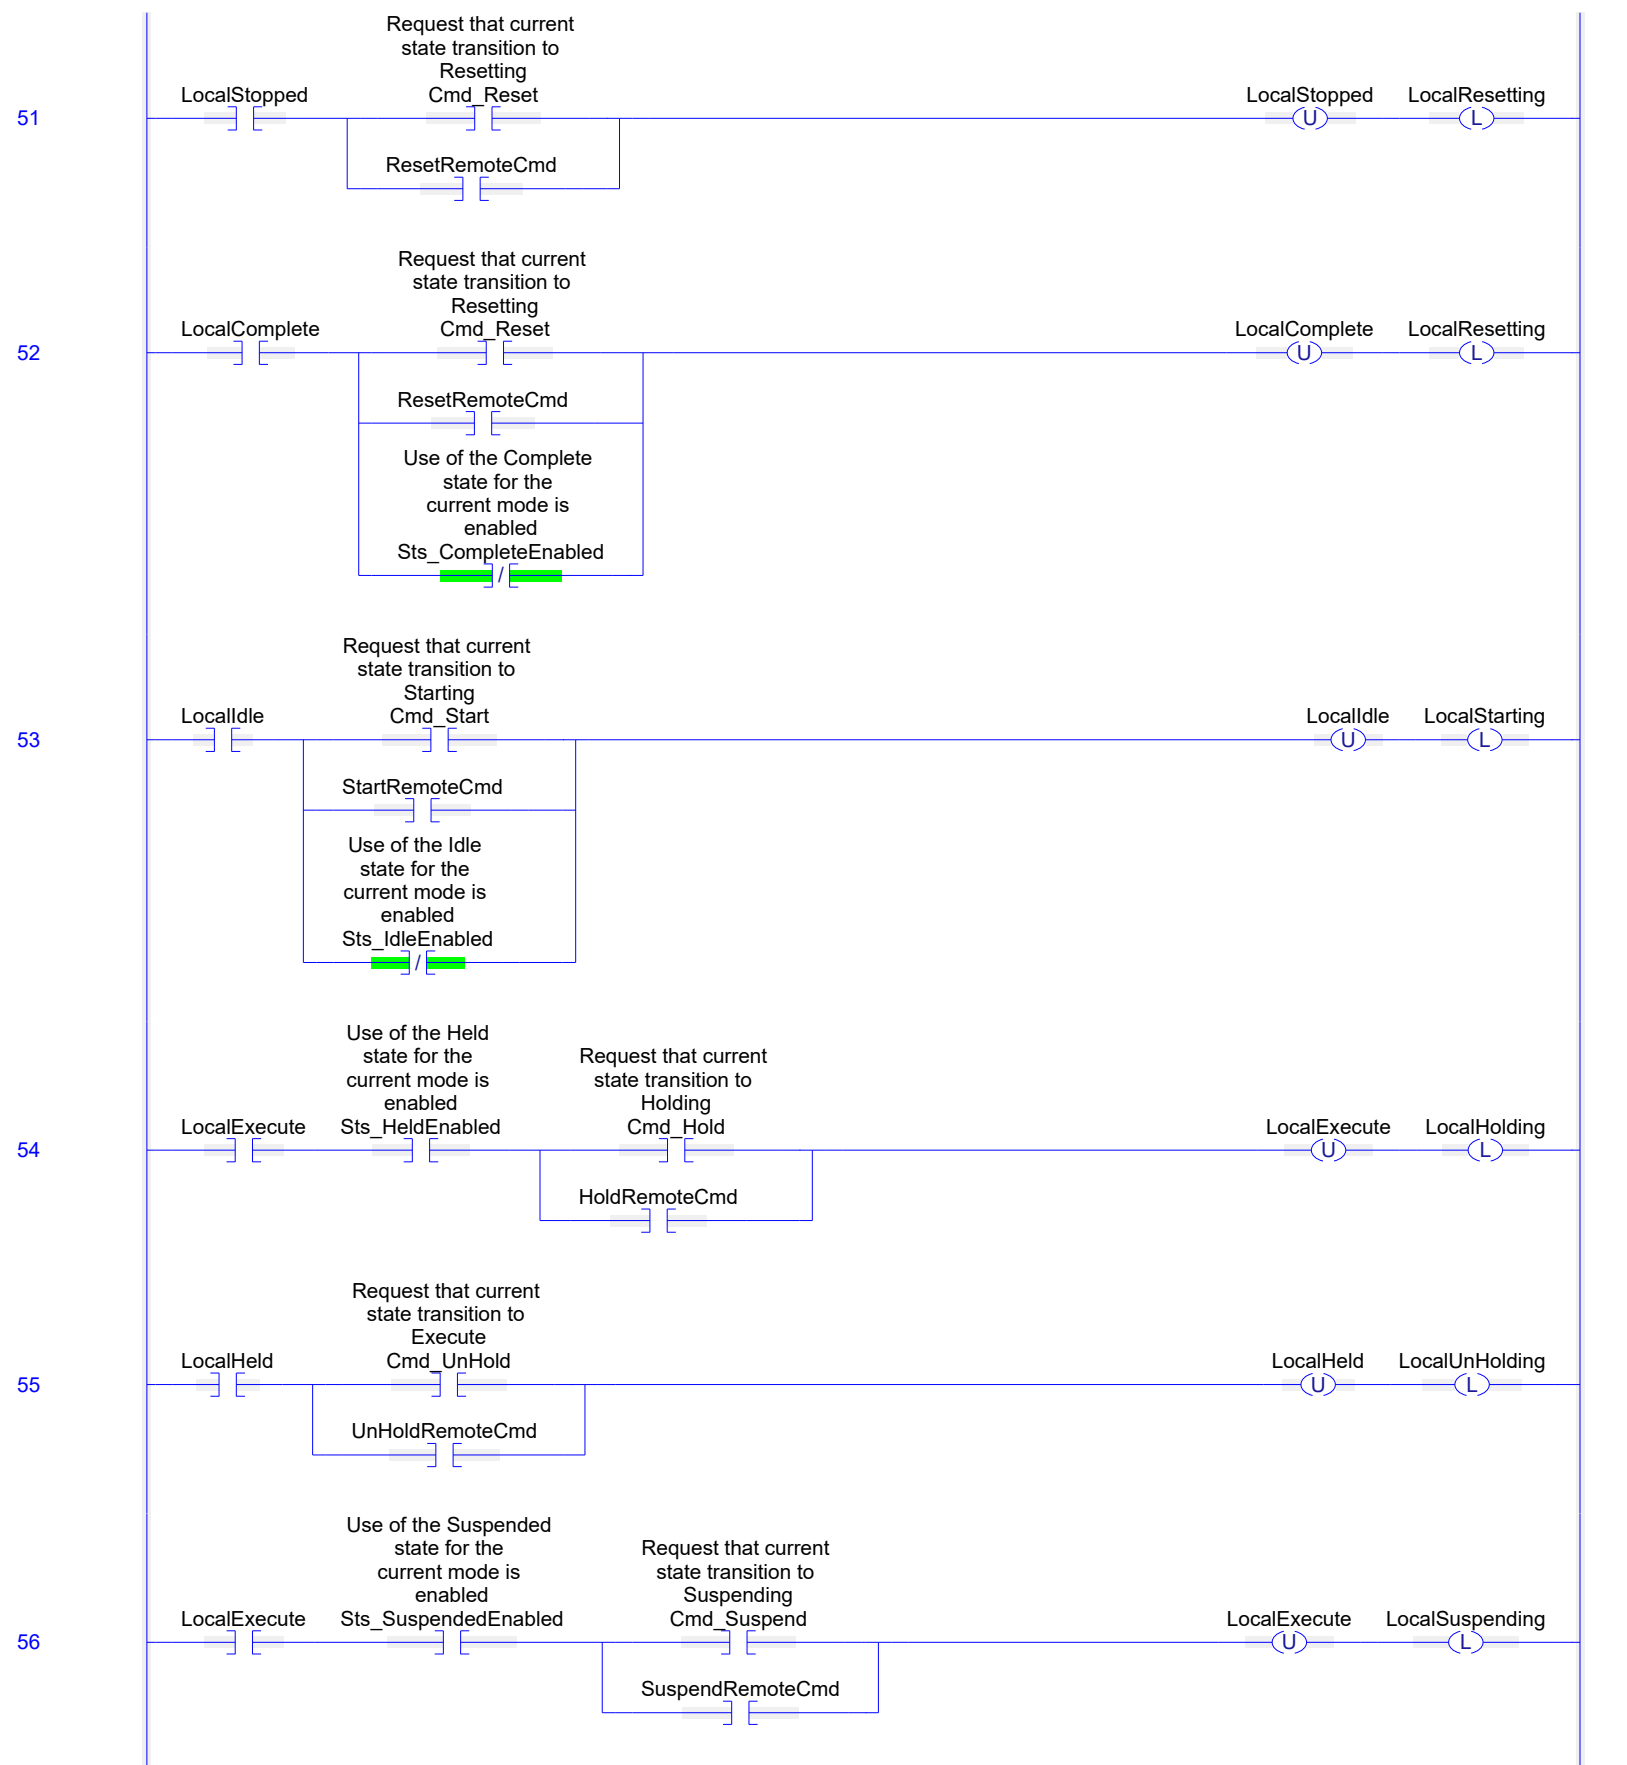 Request that current
state transition to
Resetting
LocalStopped Cmd_Reset LocalStopped LocalResetting
51 U L
ResetRemoteCmd
Request that current
state transition to
Resetting
LocalComplete Cmd_Reset LocalComplete LocalResetting
52 U L
ResetRemoteCmd
Use of the Complete
state for the
current mode is
enabled
Sts_CompleteEnabled
/
Request that current
state transition to
Starting
LocalIdle Cmd_Start LocalIdle LocalStarting
53 U L
StartRemoteCmd
Use of the Idle
state for the
current mode is
enabled
Sts_IdleEnabled
/
Use of the Held
state for the
current mode is
enabled
Request that current
state transition to
Holding
LocalExecute Sts_HeldEnabled Cmd_Hold LocalExecute LocalHolding
54 U L
HoldRemoteCmd
Request that current
state transition to
Execute
LocalHeld Cmd_UnHold LocalHeld LocalUnHolding
55 U L
UnHoldRemoteCmd
Use of the Suspended
state for the
current mode is
enabled
Request that current
state transition to
Suspending
LocalExecute Sts_SuspendedEnabled Cmd_Suspend LocalExecute LocalSuspending
56 U L
SuspendRemoteCmd